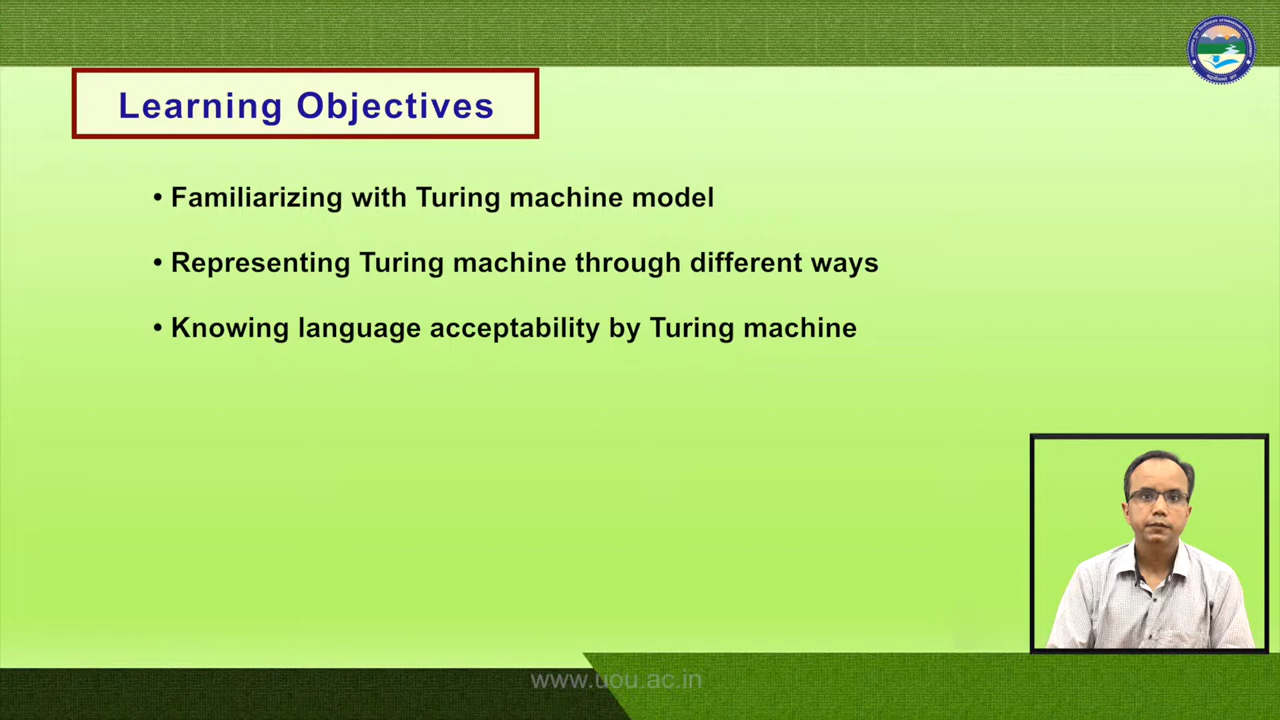 Learning Objectives
• Familiarizing with Turing machine model
• Representing Turing machine through different ways
• Knowing language acceptability by Turing machine
www.uou.ac.in